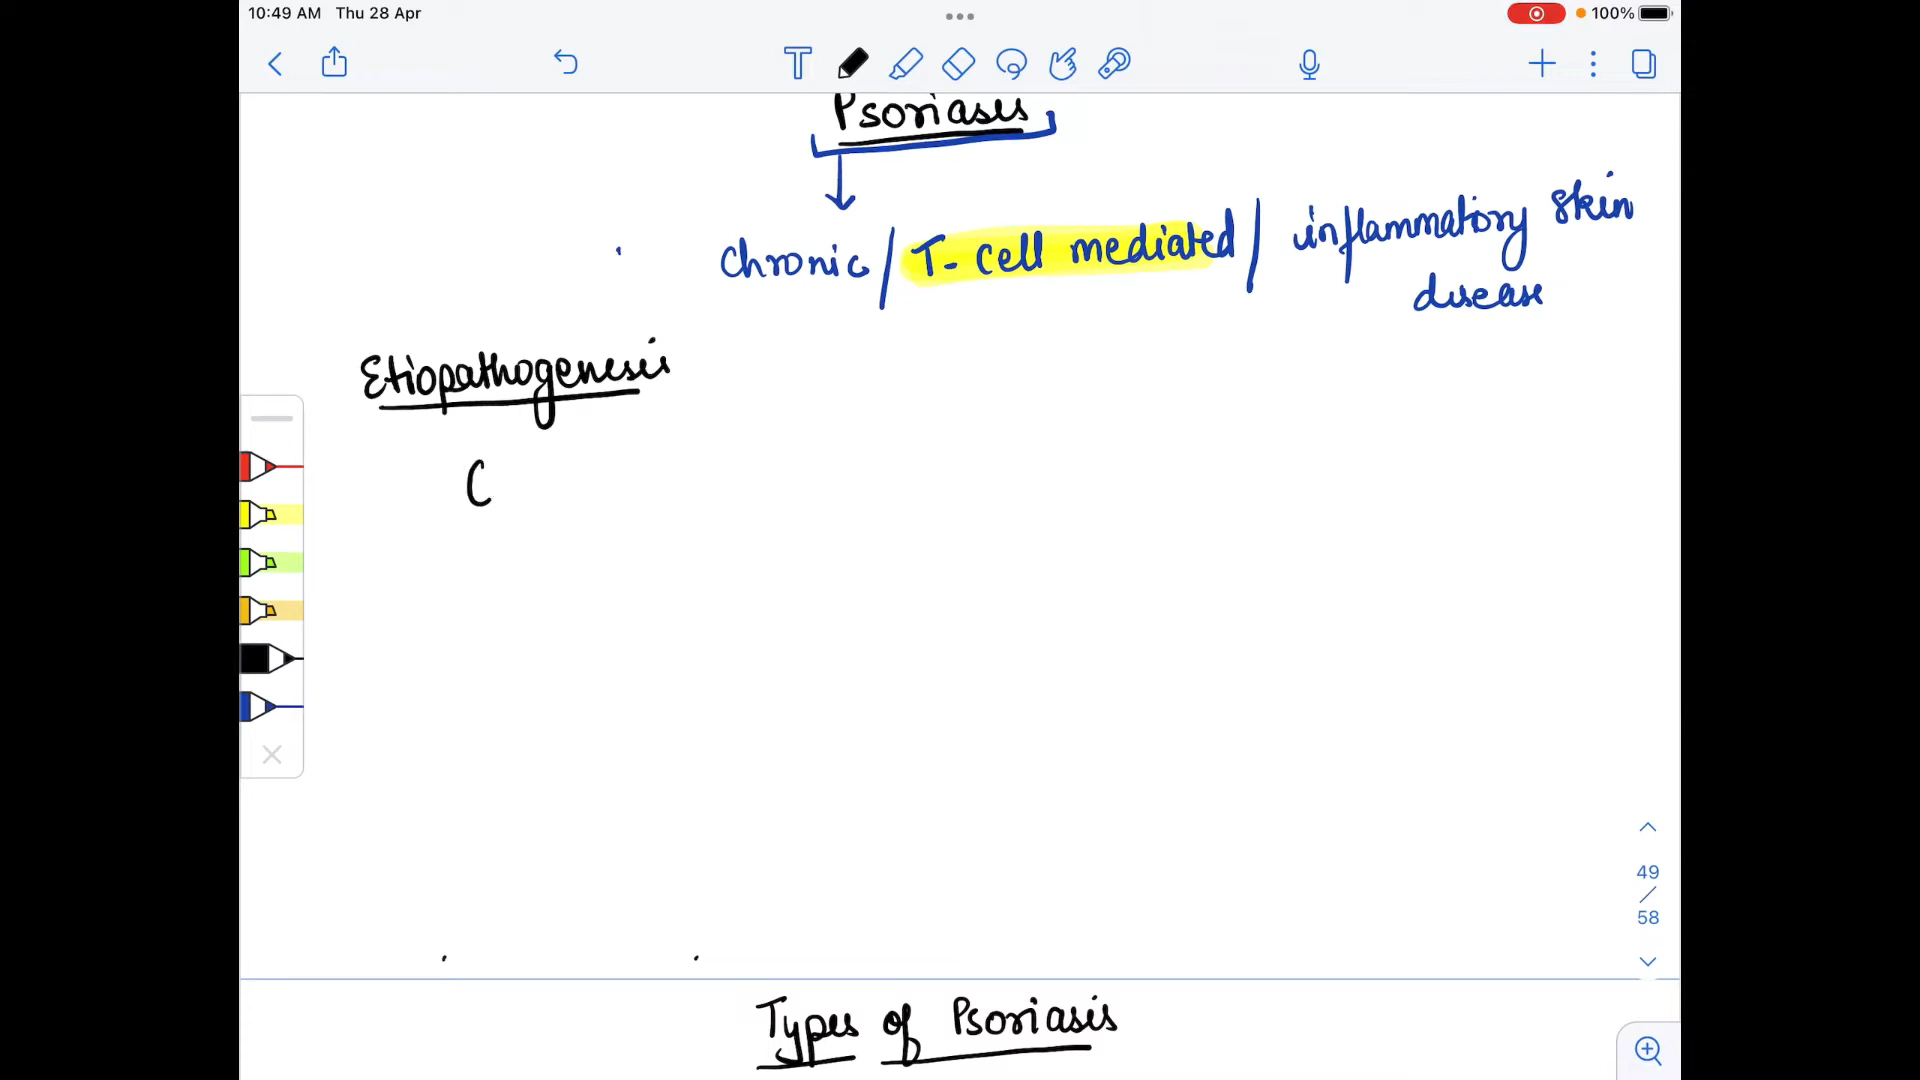 10:49 AM Thu 28 Apr
100%
Psoriasis
Chronic / T-cell mediated / inflammatory skin
disease
Etiopathogenesis
C
49
/
58
Types of Psoriasis